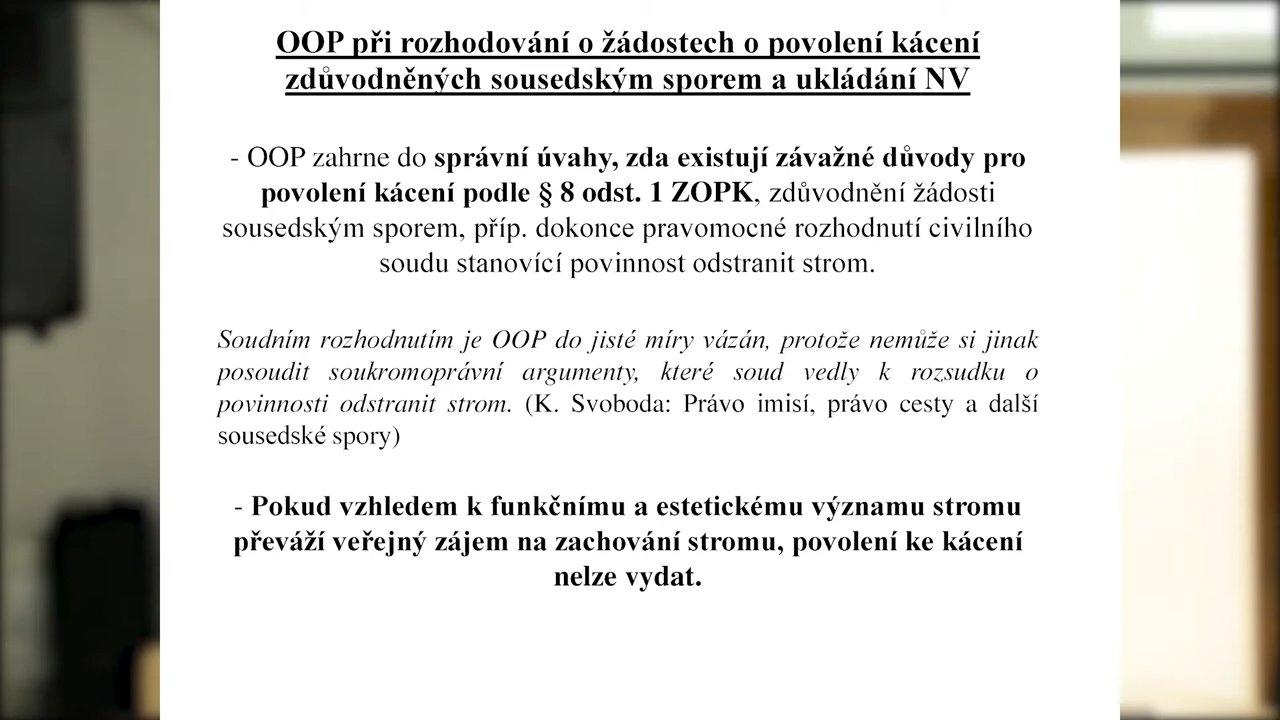 OOP při rozhodování o žádostech o povolení kácení
zdůvodněných sousedským sporem a ukládání NV
- OOP zahrne do správní úvahy, zda existují závažné důvody pro
povolení kácení podle § 8 odst. 1 ZOPK, zdůvodnění žádosti
sousedským sporem, příp. dokonce pravomocné rozhodnutí civilního
soudu stanovící povinnost odstranit strom.
Soudním rozhodnutím je OOP do jisté míry vázán, protože nemůže si jinak
posoudit soukromoprávní argumenty, které soud vedly k rozsudku o
povinnosti odstranit strom. (K. Svoboda: Právo imisí, právo cesty a další
sousedské spory)
- Pokud vzhledem k funkčnímu a estetickému významu stromu
převáží veřejný zájem na zachování stromu, povolení ke kácení
nelze vydat.